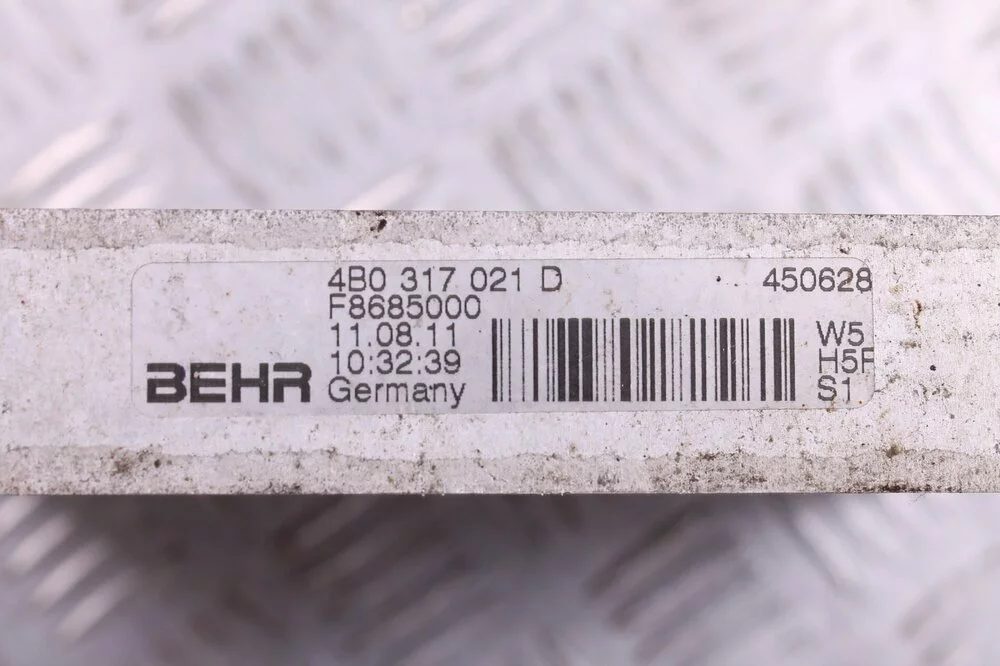 4B0 317 021 D 450628
F8685000
11.08.11 W5
10:32:39 H5F
BEHR Germany S1